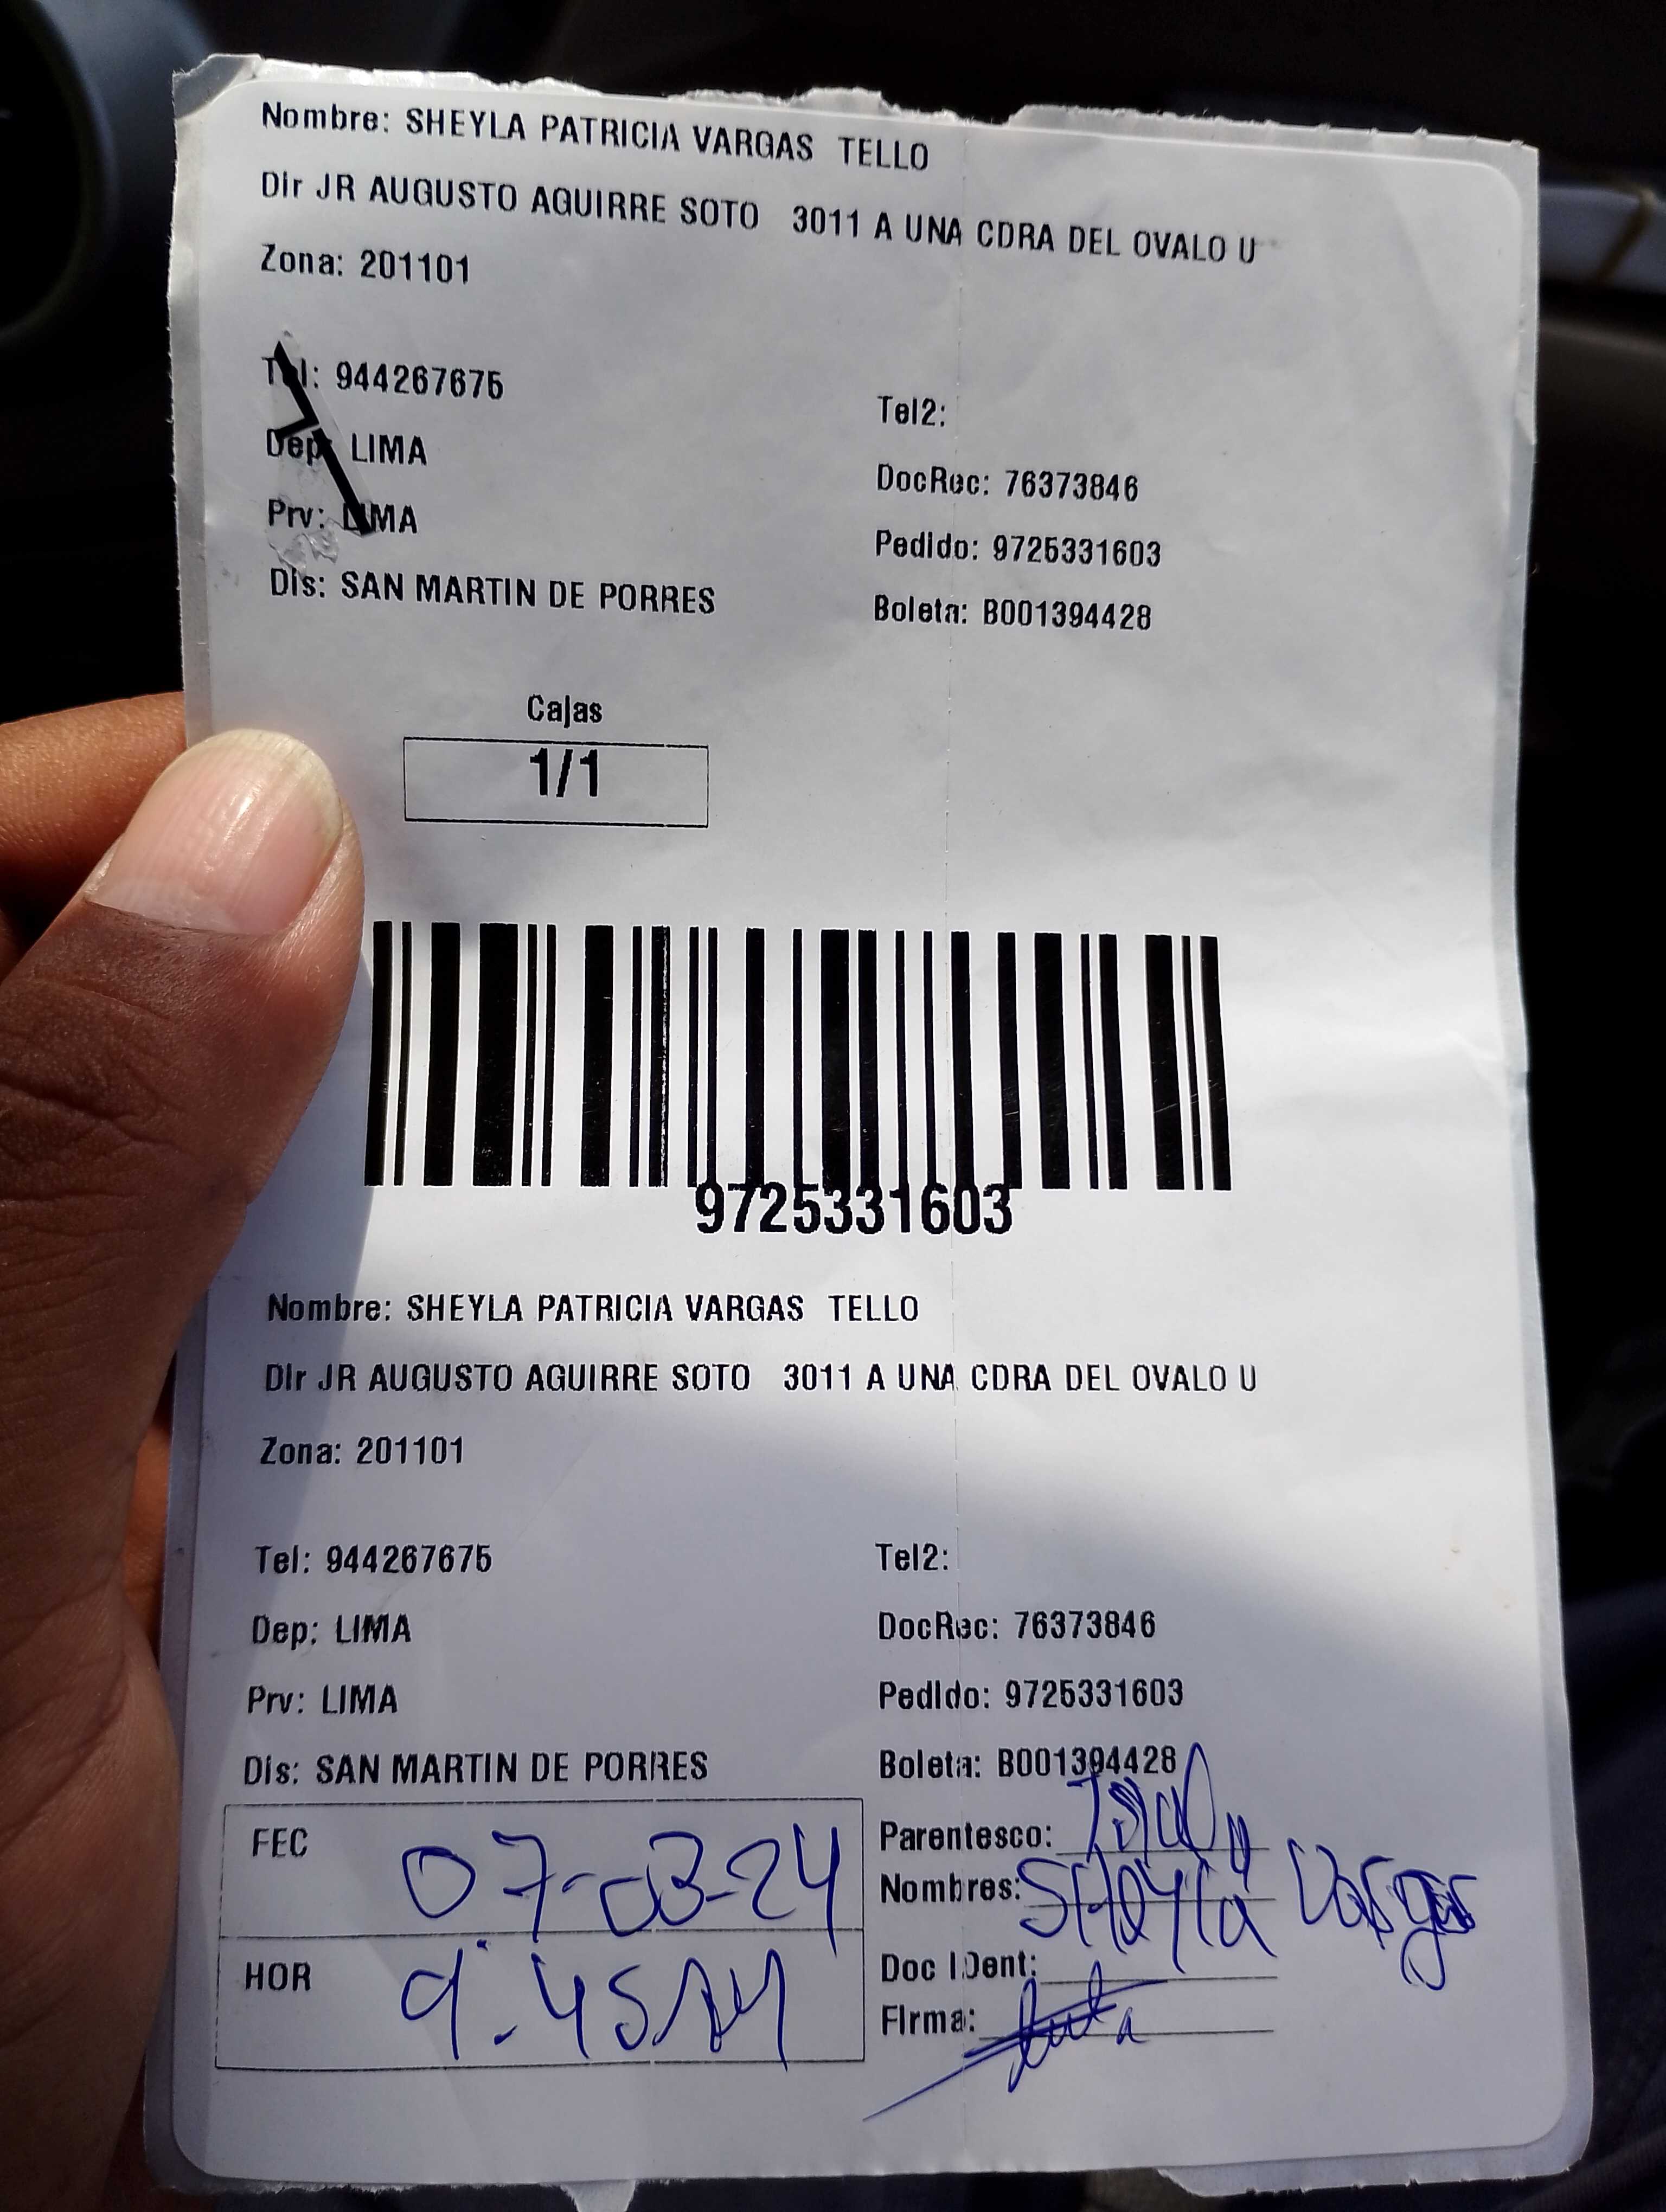 Nombre: SHEYLA PATRICIA VARGAS TELLO
Dir JR AUGUSTO AGUIRRE SOTO 3011 A UNA CDRA DEL OVALO U
Zona: 201101
Tel: 944267675
Tel2:
Dep: LIMA
DocRec: 76373846
Prv: LIMA
Pedido: 9725331603
Dis: SAN MARTIN DE PORRES
Boleta: B001394428
Cajas
1/1
9725331603
Nombre: SHEYLA PATRICIA VARGAS TELLO
Dir JR AUGUSTO AGUIRRE SOTO 3011 A UNA CDRA DEL OVALO U
Zona: 201101
Tel: 944267675
Tel2:
Dep: LIMA
DocRec: 76373846
Prv: LIMA
Pedido: 9725331603
Dis: SAN MARTIN DE PORRES
Boleta: B001394428
FEC 07-03-24
Parentesco:
Nombres: SHeyla Vargas
HOR 9:45AM
Doc IDent:
Firma: